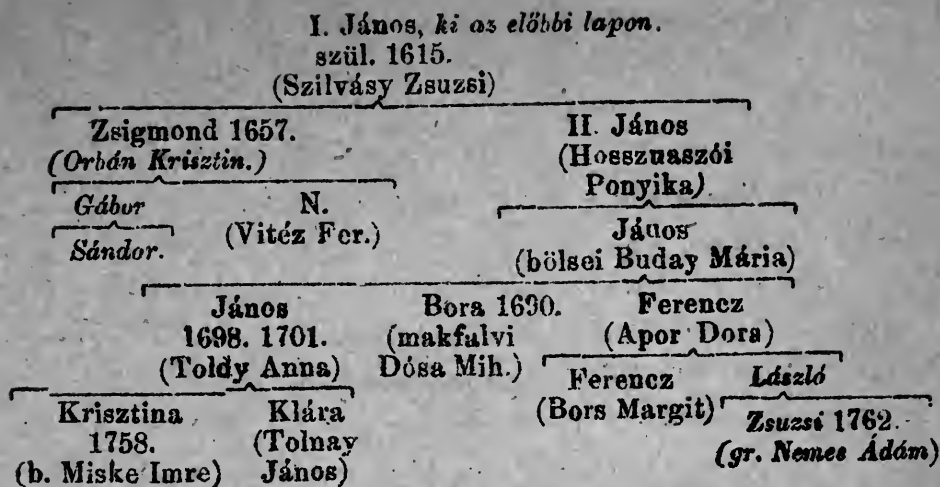 I. János, ki az előbbi lapon.
szül. 1615.
(Szilvásy Zsuzsi)
Zsigmond 1657.
(Orbán Krisztin.)
II. János
(Hosszuaszói
Ponyika)
Gábor
Sándor.
N.
(Vitéz Fer.)
János
(bölsei Buday Mária)
János
1698. 1701.
(Toldy Anna)
Bora 1690.
(makfalvi
Dósa Mih.)
Ferencz
(Apor Dora)
Krisztina
1758.
(b. Miske Imre)
Klára
(Tolnay
János)
Ferencz
(Bors Margit)
László
Zsuzsi 1762.
(gr. Nemes Ádám)